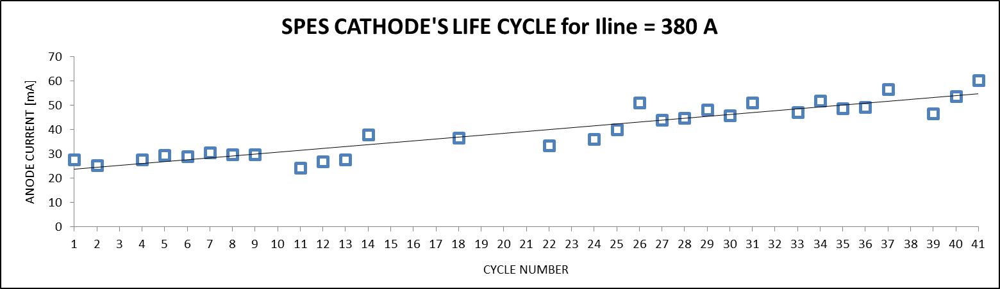 SPES CATHODE'S LIFE CYCLE for Iline = 380 A
ANODE CURRENT [mA]
70
60
50
40
30
20
10
0
1 2 3 4 5 6 7 8 9 10 11 12 13 14 15 16 17 18 19 20 21 22 23 24 25 26 27 28 29 30 31 32 33 34 35 36 37 38 39 40 41
CYCLE NUMBER